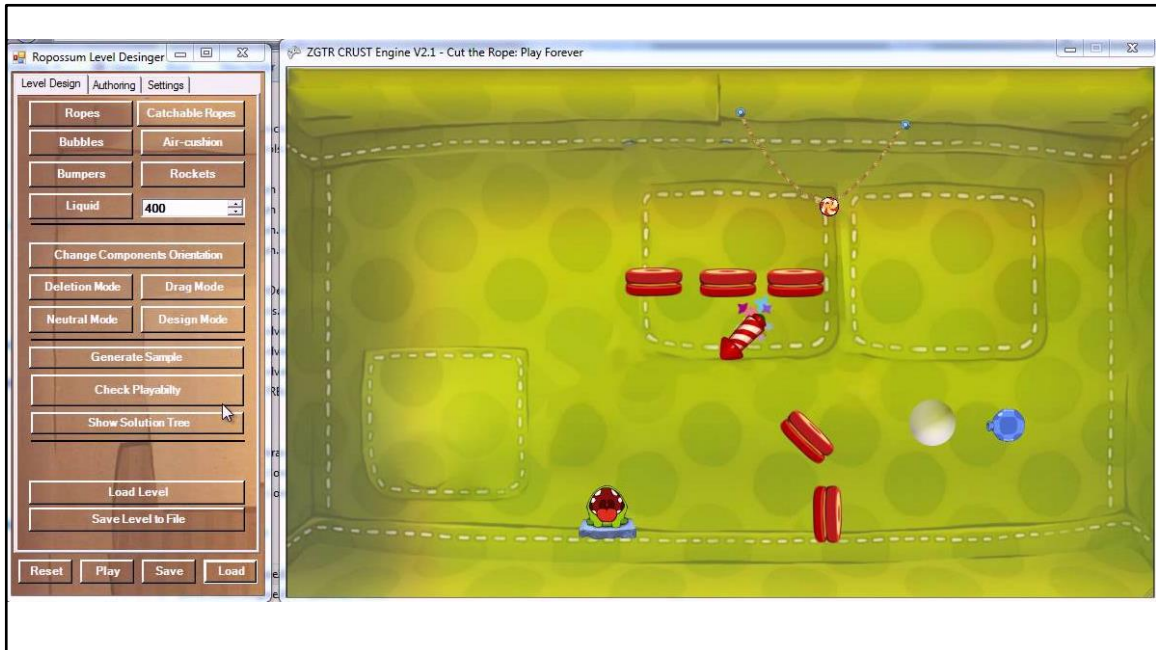 Ropossum Level Desinger
ZGTR CRUST Engine V2.1 - Cut the Rope: Play Forever
Level Design Authoring Settings
Ropes Catchable Ropes
Bubbles Air-cushion
Bumpers Rockets
Liquid 400
Change Components Orientation
Deletion Mode Drag Mode
Neutral Mode Design Mode
Generate Sample
Check Playabilty
Show Solution Tree
Load Level
Save Level to File
Reset Play Save Load